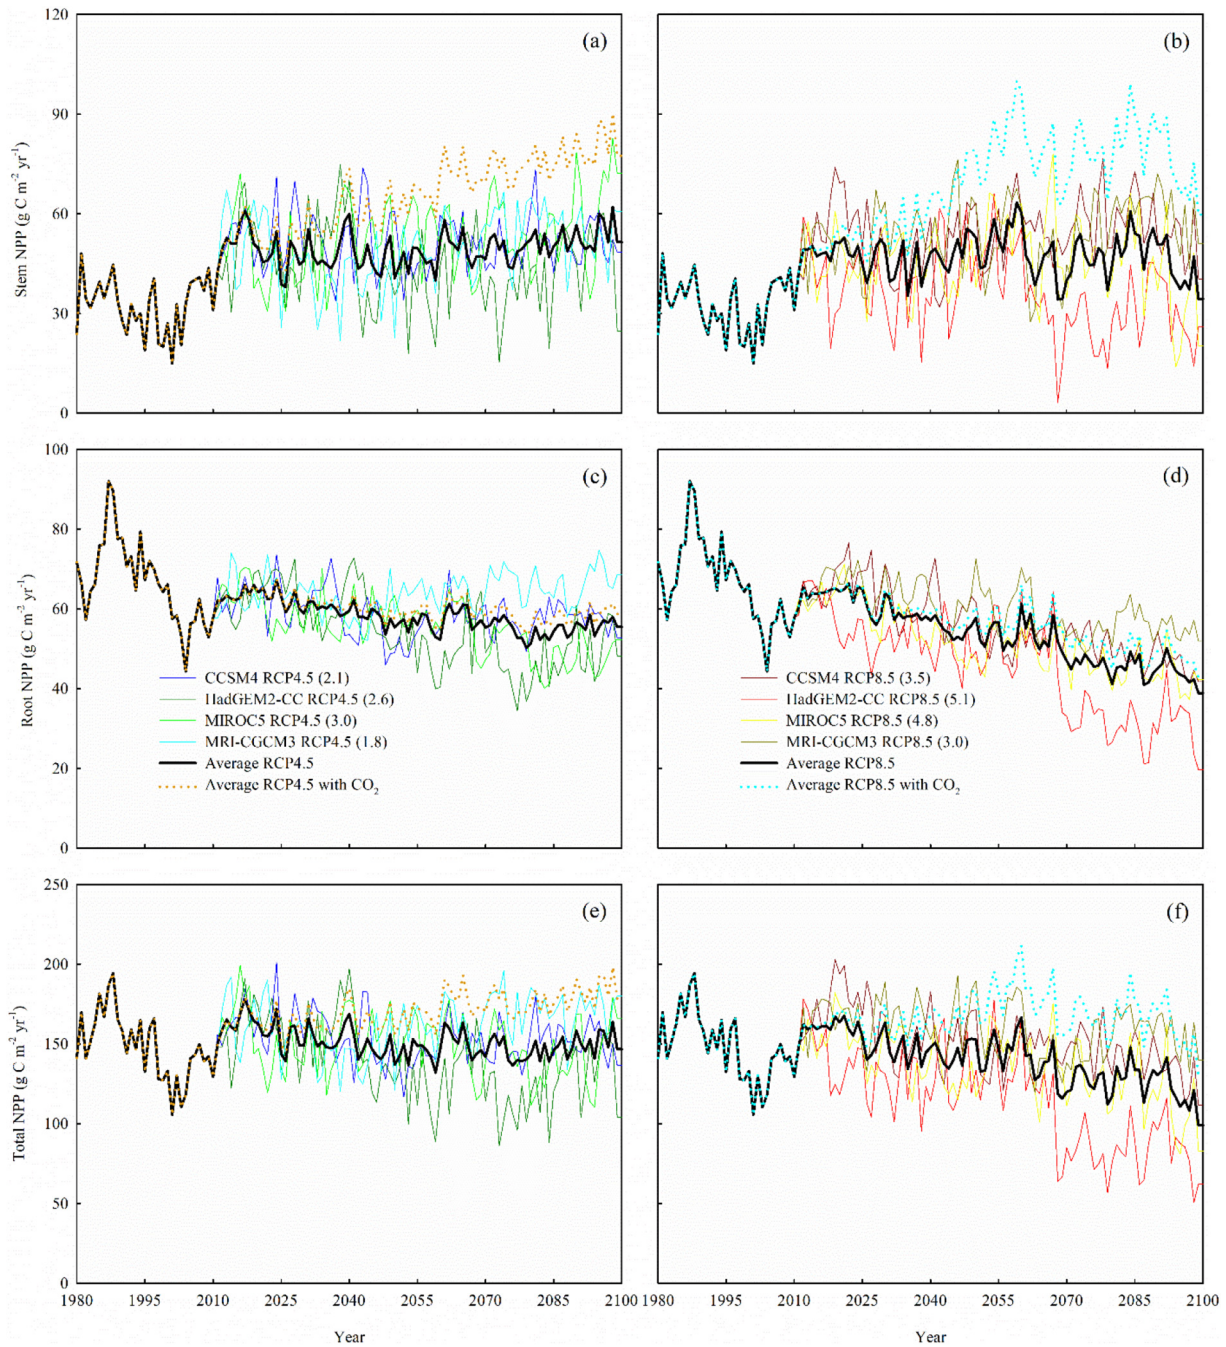 120
90
60
30
0
Stem NPP (g C m⁻² yr⁻¹)
(a)
(b)
100
80
60
40
20
0
Root NPP (g C m⁻² yr⁻¹)
(c)
CCSM4 RCP4.5 (2.1)
HadGEM2-CC RCP4.5 (2.6)
MIROC5 RCP4.5 (3.0)
MRI-CGCM3 RCP4.5 (1.8)
Average RCP4.5
Average RCP4.5 with CO₂
(d)
CCSM4 RCP8.5 (3.5)
HadGEM2-CC RCP8.5 (5.1)
MIROC5 RCP8.5 (4.8)
MRI-CGCM3 RCP8.5 (3.0)
Average RCP8.5
Average RCP8.5 with CO₂
250
200
150
100
50
0
Total NPP (g C m⁻² yr⁻¹)
(e)
(f)
1980 1995 2010 2025 2040 2055 2070 2085 2100
1980 1995 2010 2025 2040 2055 2070 2085 2100
Year
Year